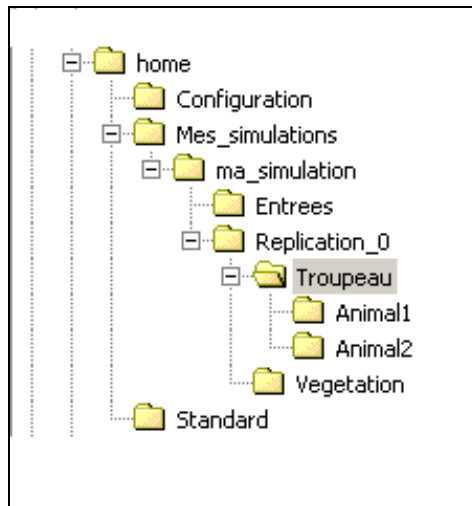 home
Configuration
Mes_simulations
ma_simulation
Entrees
Replication_0
Troupeau
Animal1
Animal2
Vegetation
Standard